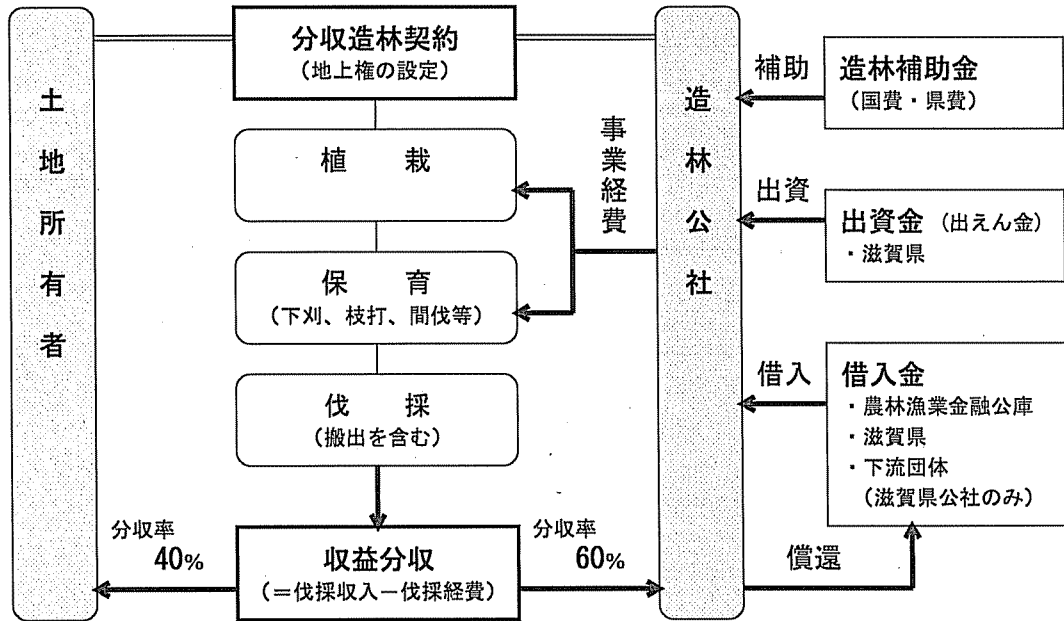 土地所有者
分収造林契約
（地上権の設定）
植　栽
保　育
（下刈、枝打、間伐等）
伐　採
（搬出を含む）
分収率
40%
収益分収
（＝伐採収入－伐採経費）
分収率
60%
事業経費
造林公社
補助
造林補助金
（国費・県費）
出資
出資金（出えん金）
・滋賀県
借入
借入金
・農林漁業金融公庫
・滋賀県
・下流団体
（滋賀県公社のみ）
償還